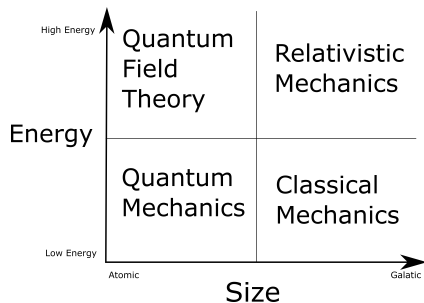 High Energy
Quantum
Field
Theory
Relativistic
Mechanics
Energy
Quantum
Mechanics
Classical
Mechanics
Low Energy
Atomic
Galatic
Size